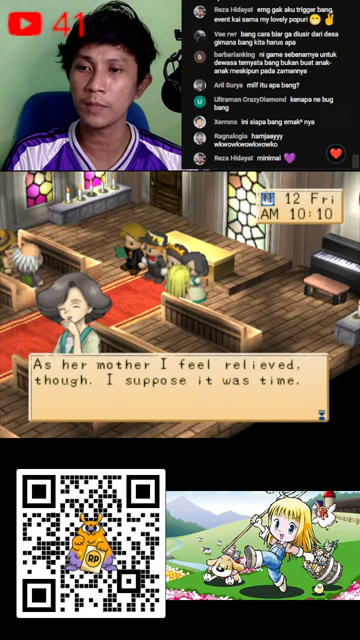 41
Reza Hidayat emg gak aku trigger bang,
event kai sama my lovely popuri 😁✌️
Vee rwr bang cara biar ga diusir dari desa
gimana bang kita harus apa
barbarianking ni game sebenarnya untuk
dewasa ternyata bang bukan buat anak-
anak meskipun pada zamannya
Aril Surya milf itu apa bang?
Ultraman CrazyDiamond kenapa ne bug
bang
Xerrons ini siapa bang emak² nya
Ragnalogia hamjaayyy
wkwowkwowkwowko
Reza Hidayat minimal 💜
12 Fri
AM 10:10
As her mother I feel relieved,
though. I suppose it was time.
RP